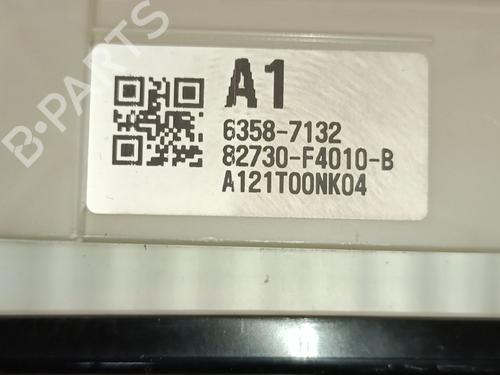 B-PARTS
A1
6358-7132
82730-F4010-B
A121T00NK04